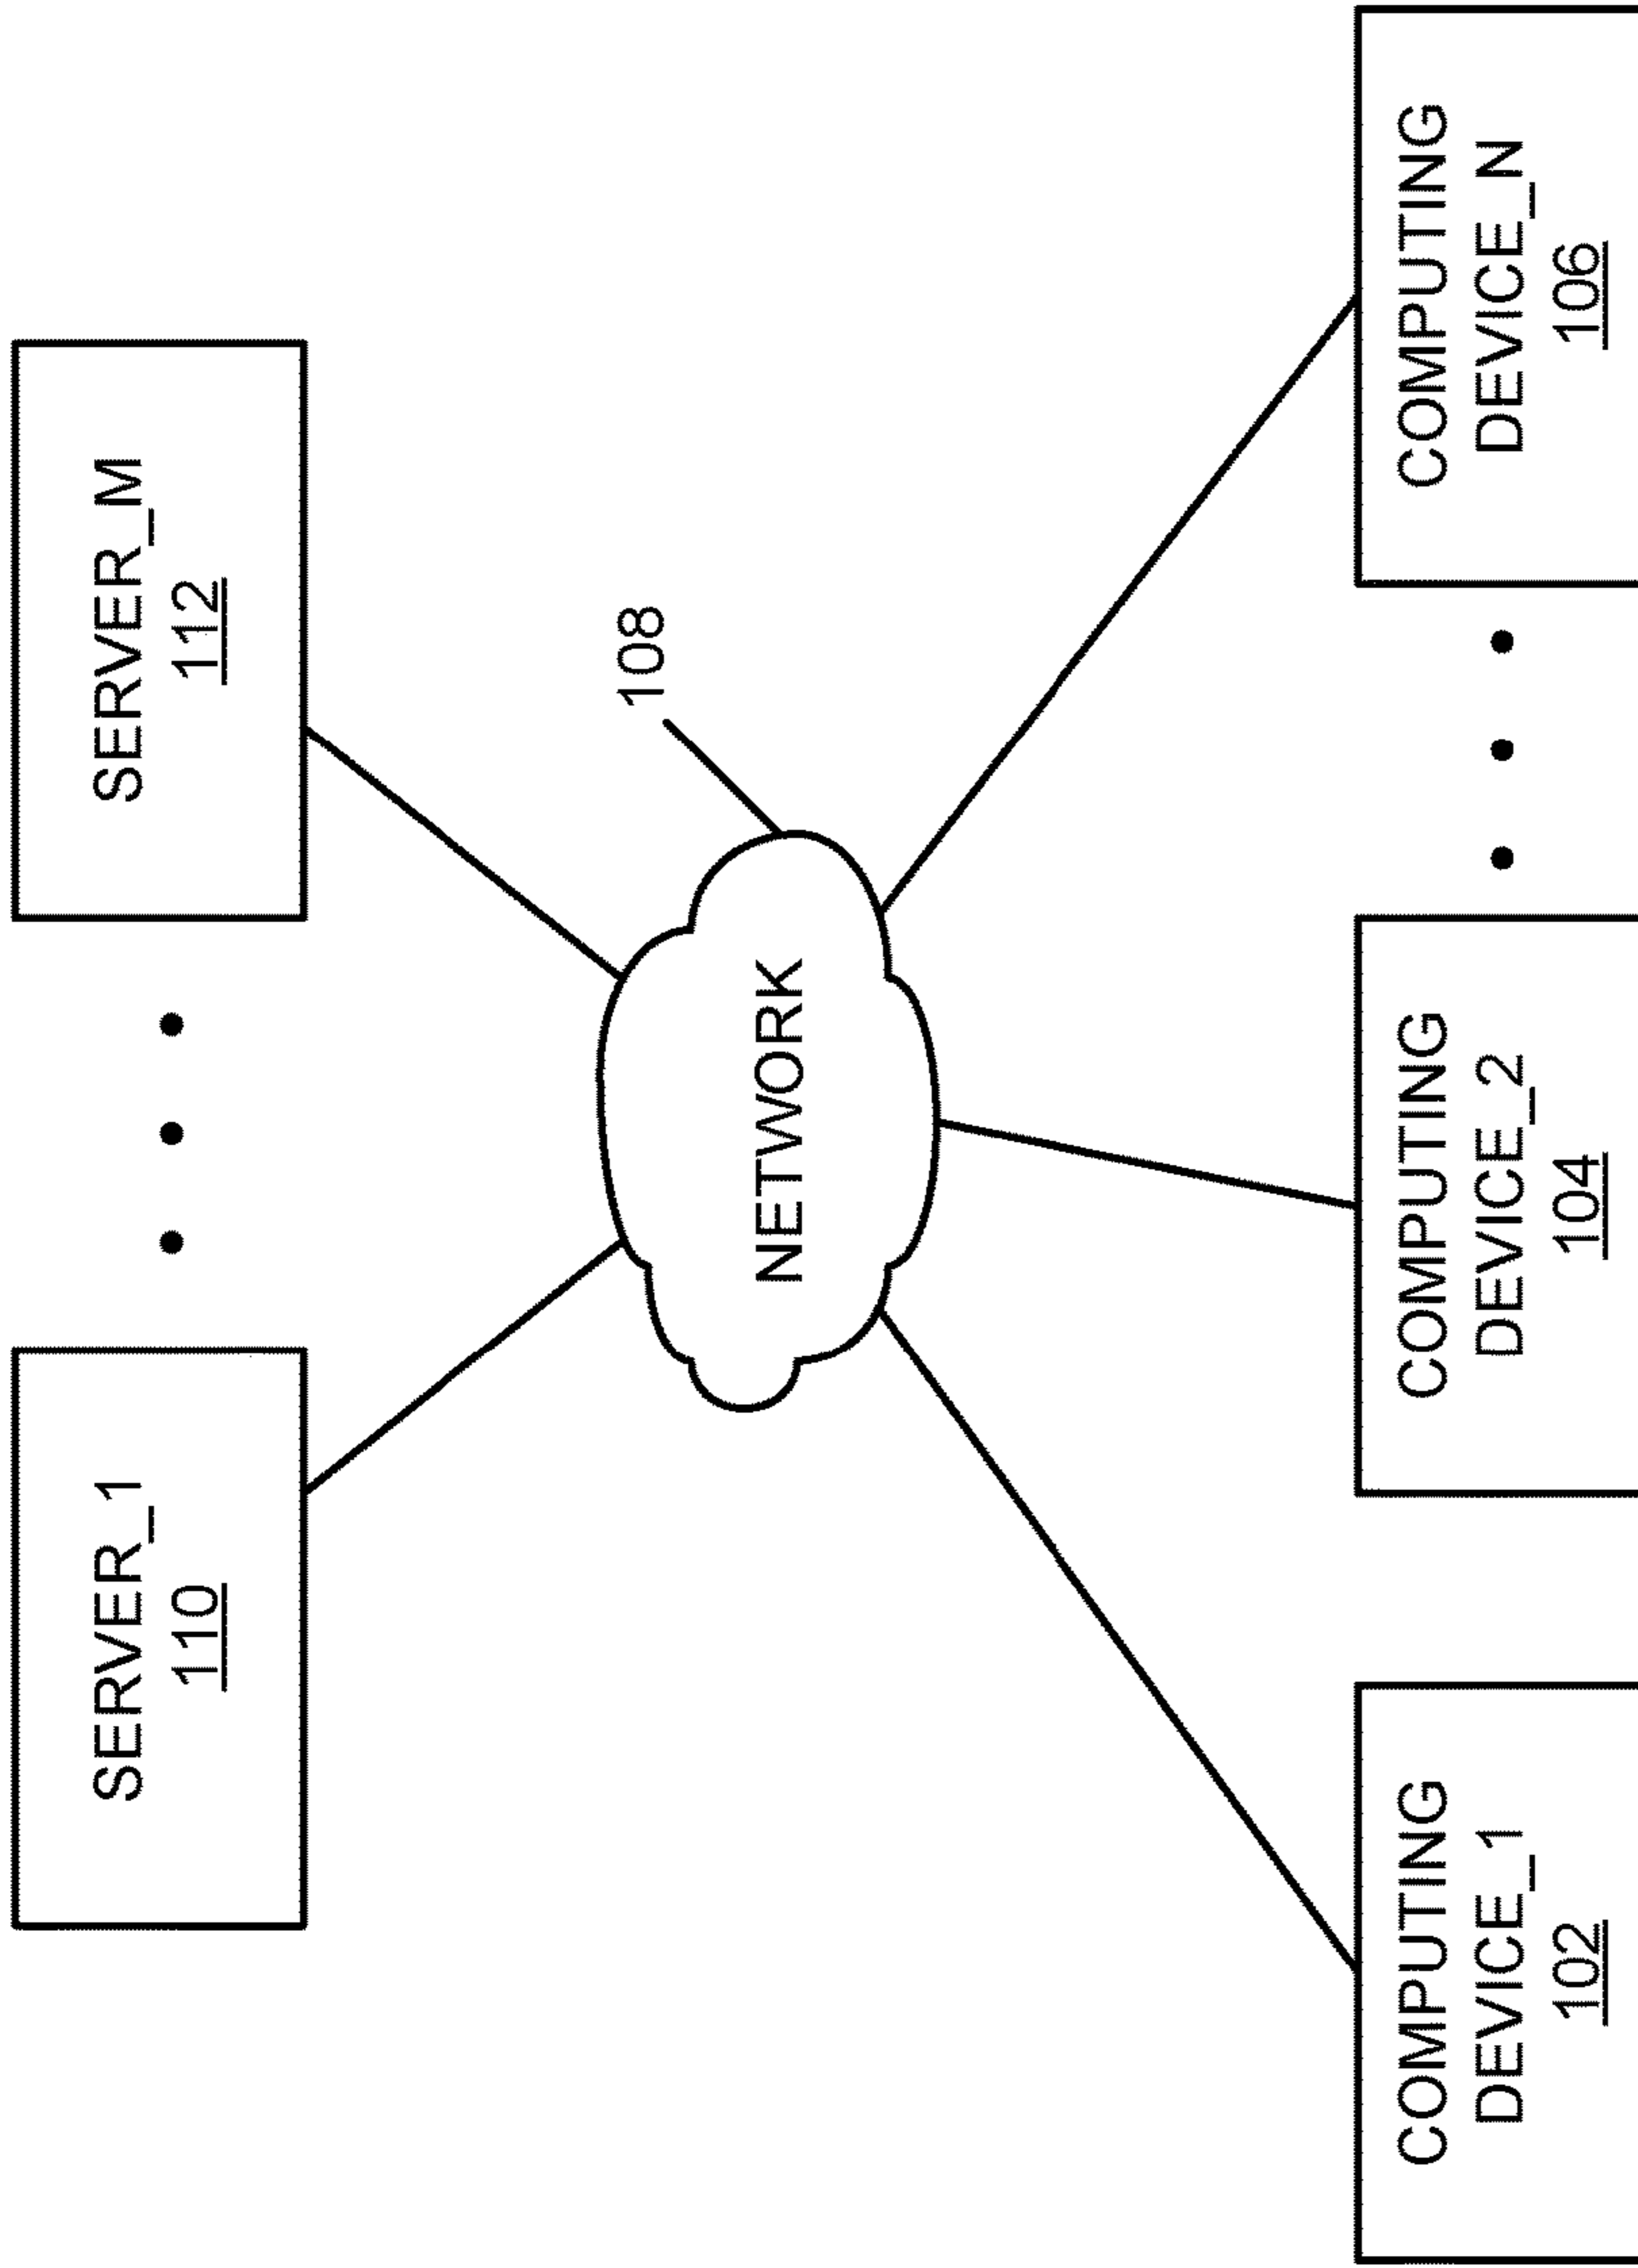 SERVER_1
110
SERVER_M
112
108
NETWORK
COMPUTING
DEVICE_1
102
COMPUTING
DEVICE_2
104
COMPUTING
DEVICE_N
106